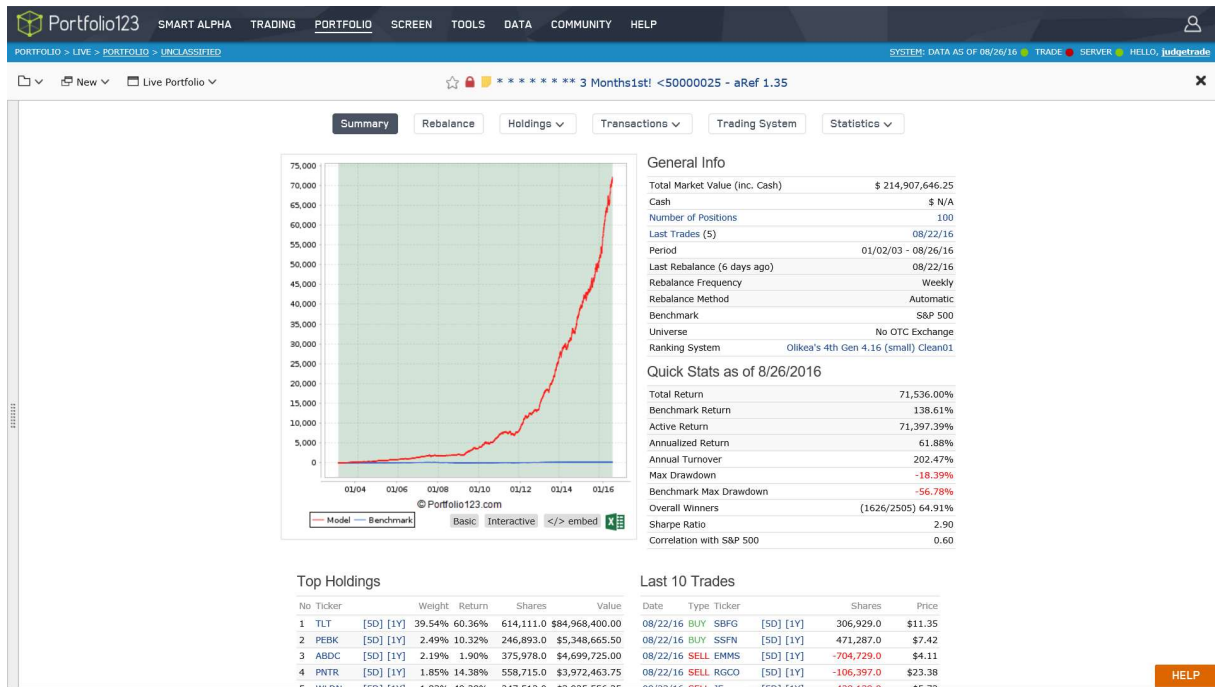 Portfolio123 SMART ALPHA TRADING PORTFOLIO SCREEN TOOLS DATA COMMUNITY HELP
PORTFOLIO > LIVE > PORTFOLIO > UNCLASSIFIED SYSTEM: DATA AS OF 08/26/16 TRADE SERVER HELLO, judgetrade
New Live Portfolio * * * * * * * ** 3 Months1st! <50000025 - aRef 1.35
Summary Rebalance Holdings Transactions Trading System Statistics
75,000
70,000
65,000
60,000
55,000
50,000
45,000
40,000
35,000
30,000
25,000
20,000
15,000
10,000
5,000
0
01/04 01/06 01/08 01/10 01/12 01/14 01/16
© Portfolio123.com
Model Benchmark Basic Interactive </> embed
General Info
Total Market Value (inc. Cash) $ 214,907,646.25
Cash $ N/A
Number of Positions 100
Last Trades (5) 08/22/16
Period 01/02/03 - 08/26/16
Last Rebalance (6 days ago) 08/22/16
Rebalance Frequency Weekly
Rebalance Method Automatic
Benchmark S&P 500
Universe No OTC Exchange
Ranking System Olikea's 4th Gen 4.16 (small) Clean01
Quick Stats as of 8/26/2016
Total Return 71,536.00%
Benchmark Return 138.61%
Active Return 71,397.39%
Annualized Return 61.88%
Annual Turnover 202.47%
Max Drawdown -18.39%
Benchmark Max Drawdown -56.78%
Overall Winners (1626/2505) 64.91%
Sharpe Ratio 2.90
Correlation with S&P 500 0.60
Top Holdings
No Ticker Weight Return Shares Value
1 TLT [5D] [1Y] 39.54% 60.36% 614,111.0 $84,968,400.00
2 PEBK [5D] [1Y] 2.49% 10.32% 246,893.0 $5,348,665.50
3 ABDC [5D] [1Y] 2.19% 1.90% 375,978.0 $4,699,725.00
4 PNTR [5D] [1Y] 1.85% 14.38% 558,715.0 $3,972,463.75
Last 10 Trades
Date Type Ticker Shares Price
08/22/16 BUY SBFG [5D] [1Y] 306,929.0 $11.35
08/22/16 BUY SSFN [5D] [1Y] 471,287.0 $7.42
08/22/16 SELL EMMS [5D] [1Y] -704,729.0 $4.11
08/22/16 SELL RGCO [5D] [1Y] -106,397.0 $23.38
HELP